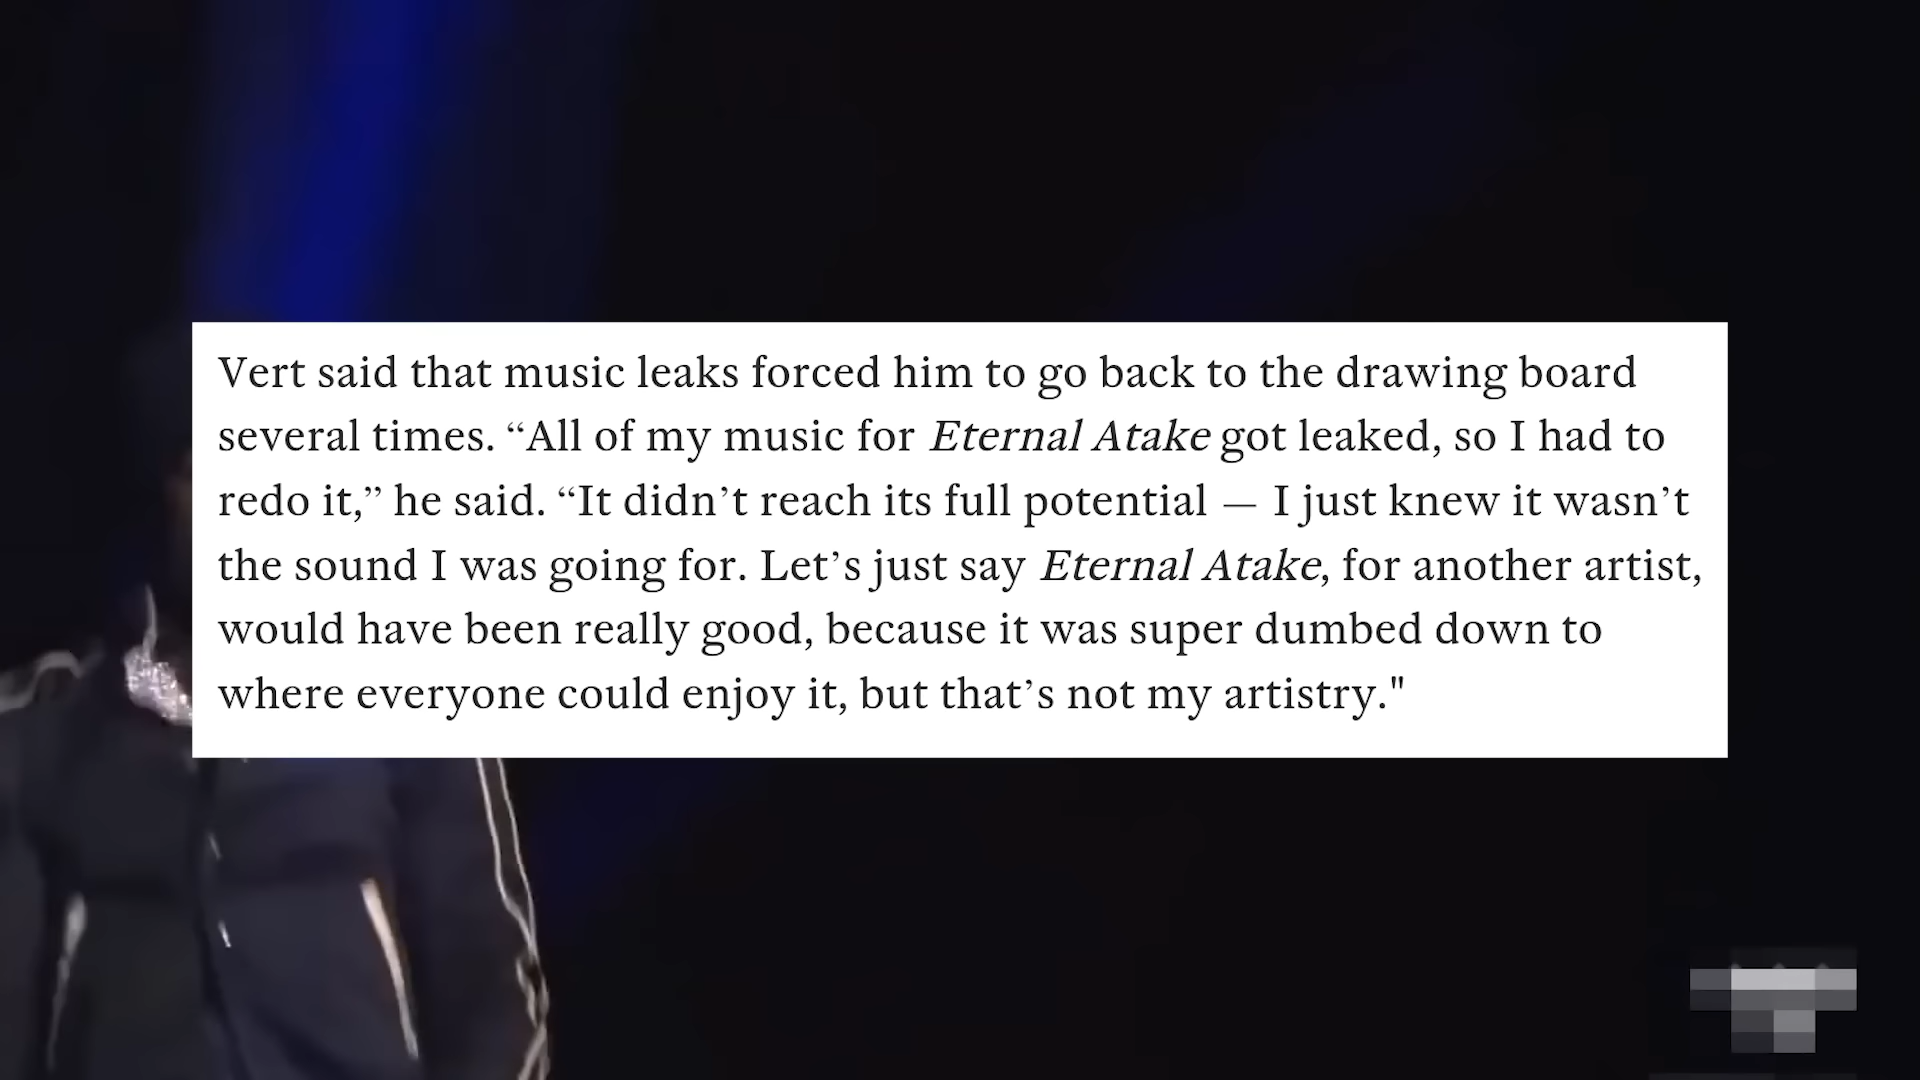 Vert said that music leaks forced him to go back to the drawing board
several times. “All of my music for Eternal Atake got leaked, so I had to
redo it,” he said. “It didn’t reach its full potential — I just knew it wasn’t
the sound I was going for. Let’s just say Eternal Atake, for another artist,
would have been really good, because it was super dumbed down to
where everyone could enjoy it, but that’s not my artistry."